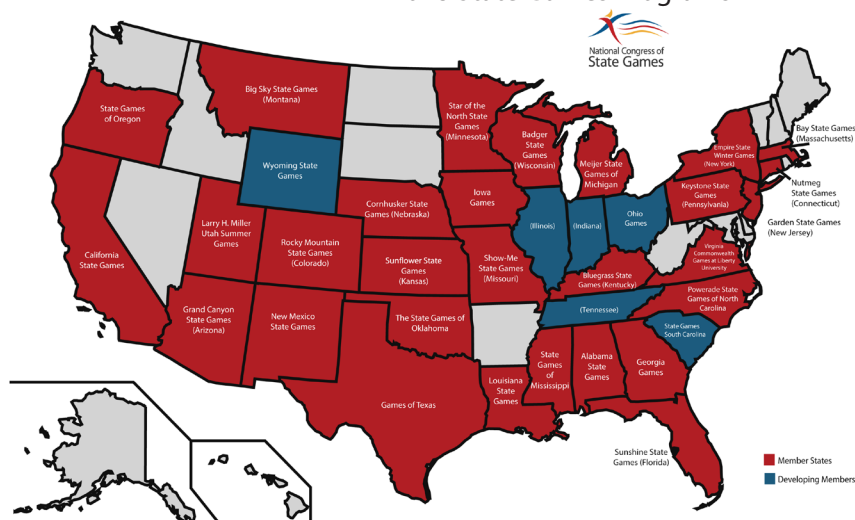 National Congress of
State Games
Big Sky State Games
(Montana)
State Games
of Oregon
Star of the
North State
Games
(Minnesota)
Badger
State
Games
(Wisconsin)
Meijer State
Games of
Michigan
Empire State
Winter Games
(New York)
Bay State Games
(Massachusetts)
Wyoming State
Games
Keystone State
Games
(Pennsylvania)
Nutmeg
State Games
(Connecticut)
Garden State Games
(New Jersey)
Cornhusker State
Games (Nebraska)
Iowa
Games
(Illinois)
(Indiana)
Ohio
Games
Larry H. Miller
Utah Summer
Games
Rocky Mountain
State Games
(Colorado)
California
State Games
Sunflower State
Games
(Kansas)
Show-Me
State Games
(Missouri)
Virginia
Commonwealth
Games at Liberty
University
Bluegrass State
Games (Kentucky)
Powerade State
Games of North
Carolina
Grand Canyon
State Games
(Arizona)
New Mexico
State Games
The State Games of
Oklahoma
(Tennessee)
State Games
South Carolina
Games of Texas
Louisiana
State
Games
State
Games
of
Mississippi
Alabama
State
Games
Georgia
Games
Sunshine State
Games (Florida)
Member States
Developing Members